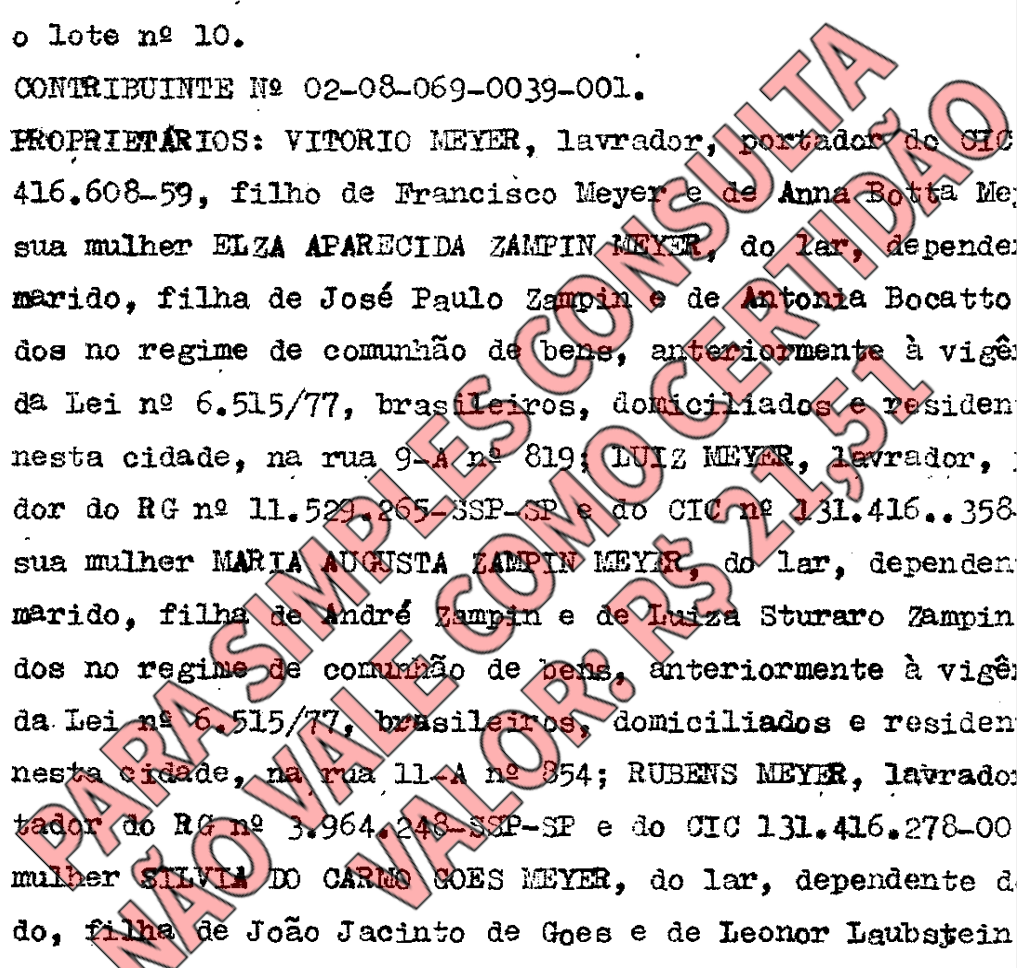 o lote nº 10.
CONTRIBUINTE Nº 02-08-069-0039-001.
PROPRIETÁRIOS: VITORIO MEYER, lavrador, portador do CIC
416.608-59, filho de Francisco Meyer e de Anna Botta Mey
sua mulher ELZA APARECIDA ZAMPIN MEYER, do lar, depende
marido, filha de José Paulo Zampin e de Antonia Bocatto
dos no regime de comunhão de bens, anteriormente à vigê
da Lei nº 6.515/77, brasileiros, domiciliados e residen
nesta cidade, na rua 9-A nº 819; LUIZ MEYER, lavrador,
dor do RG nº 11.529.265-SSP-SP e do CIC nº 131.416..358-
sua mulher MARIA AUGUSTA ZAMPIN MEYER, do lar, dependen
marido, filha de André Zampin e de Luiza Sturaro Zampin
dos no regime de comunhão de bens, anteriormente à vigê
da Lei nº 6.515/77, brasileiros, domiciliados e residen
nesta cidade, na rua 11-A nº 854; RUBENS MEYER, lavrador
tador do RG nº 3.964.248-SSP-SP e do CIC 131.416.278-00
mulher SILVIA DO CARMO GOES MEYER, do lar, dependente d
do, filha de João Jacinto de Goes e de Leonor Laubstein
PARA SIMPLES CONSULTA
NÃO VALE COMO CERTIDÃO
VALOR: R$ 21,51